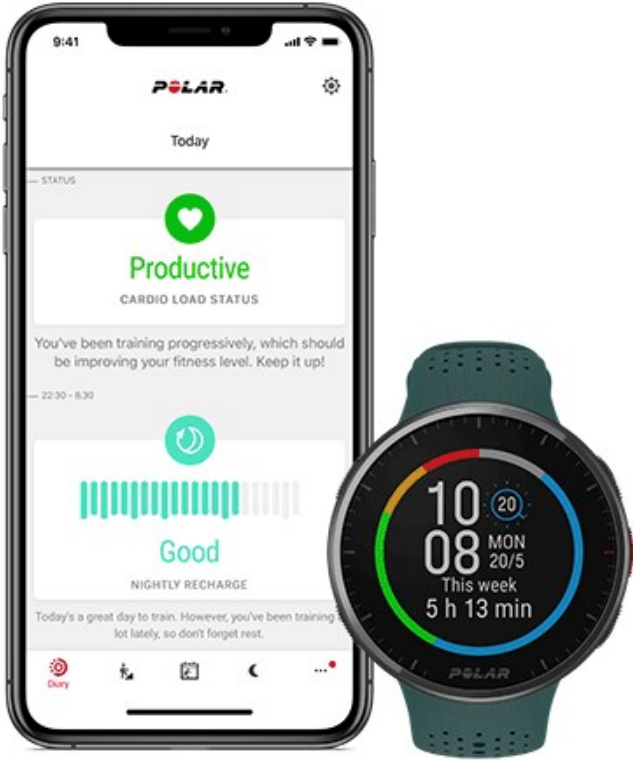 9:41
POLAR
Today
STATUS
Productive
CARDIO LOAD STATUS
You've been training progressively, which should
be improving your fitness level. Keep it up!
22:30 - 8.30
Good
NIGHTLY RECHARGE
Today's a great day to train. However, you've been training
lot lately, so don't forget rest.
Diary
10
20
08
MON
20/5
This week
5 h 13 min
POLAR